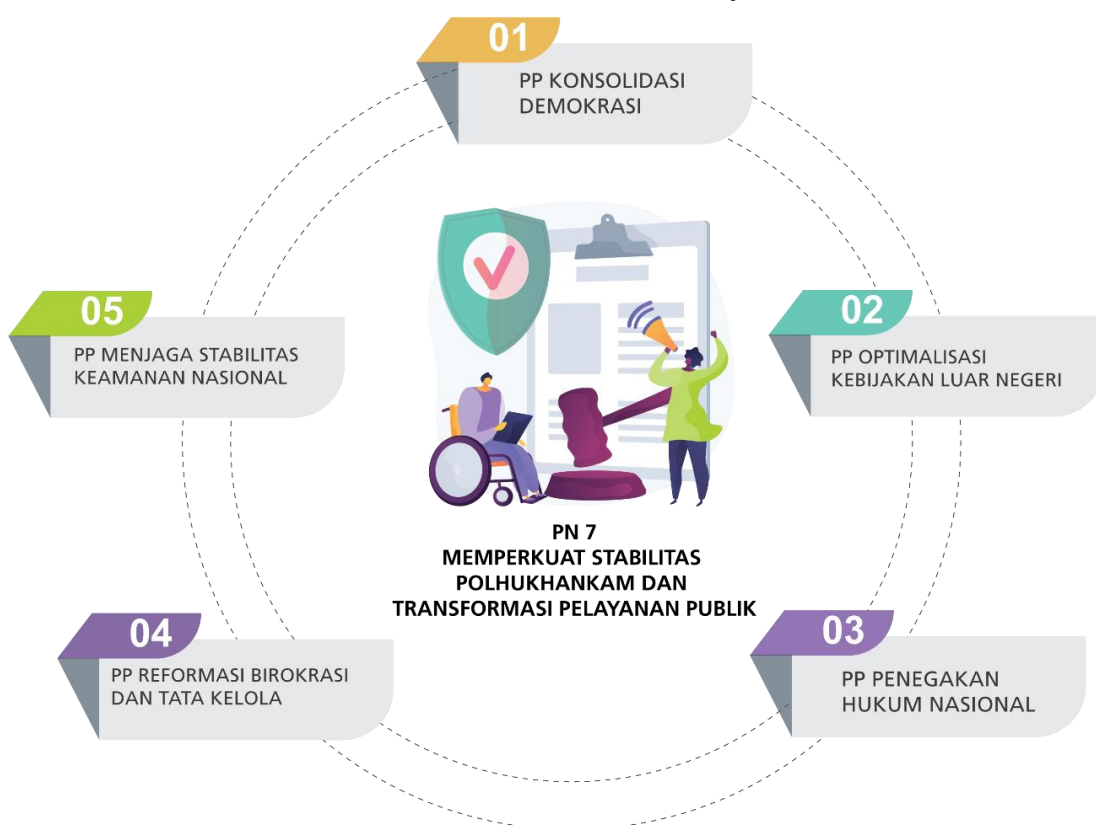 01
PP KONSOLIDASI
DEMOKRASI
02
PP OPTIMALISASI
KEBIJAKAN LUAR NEGERI
03
PP PENEGAKAN
HUKUM NASIONAL
04
PP REFORMASI BIROKRASI
DAN TATA KELOLA
05
PP MENJAGA STABILITAS
KEAMANAN NASIONAL
PN 7
MEMPERKUAT STABILITAS
POLHUKHANKAM DAN
TRANSFORMASI PELAYANAN PUBLIK